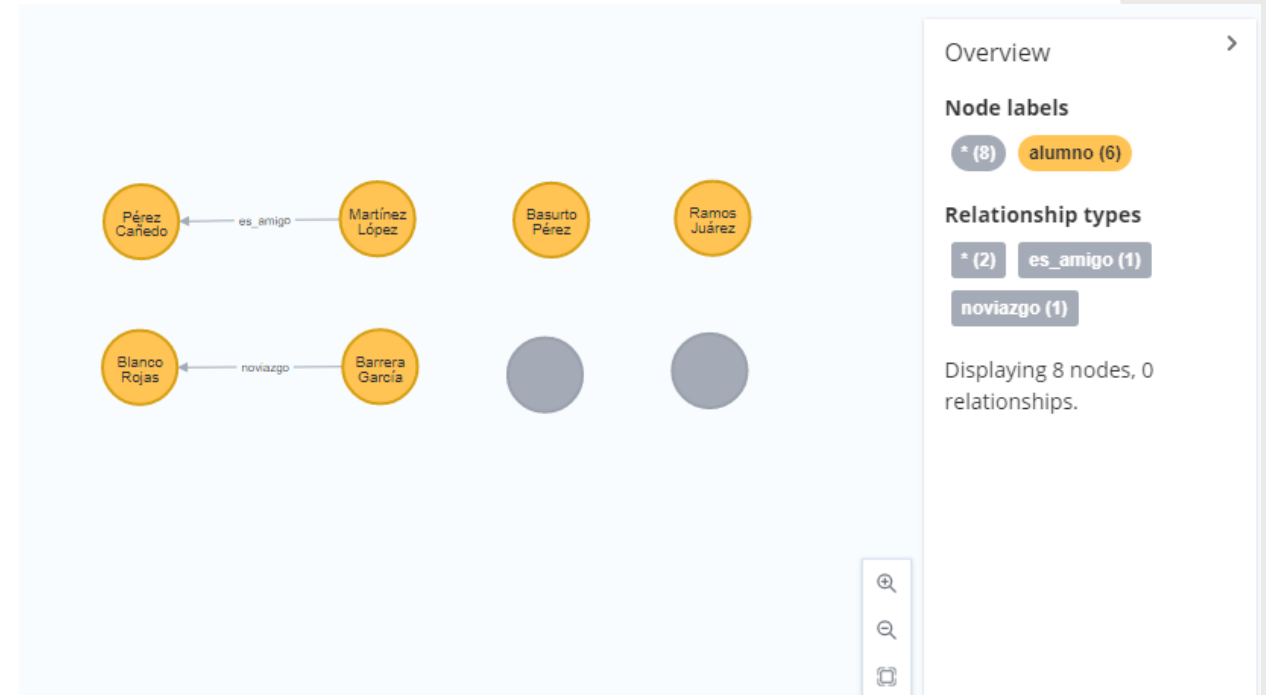 Pérez
Cañedo
es_amigo
Martínez
López
Basurto
Pérez
Ramos
Juárez
Blanco
Rojas
noviazgo
Barrera
García
Overview
Node labels
* (8) alumno (6)
Relationship types
* (2) es_amigo (1)
noviazgo (1)
Displaying 8 nodes, 0
relationships.